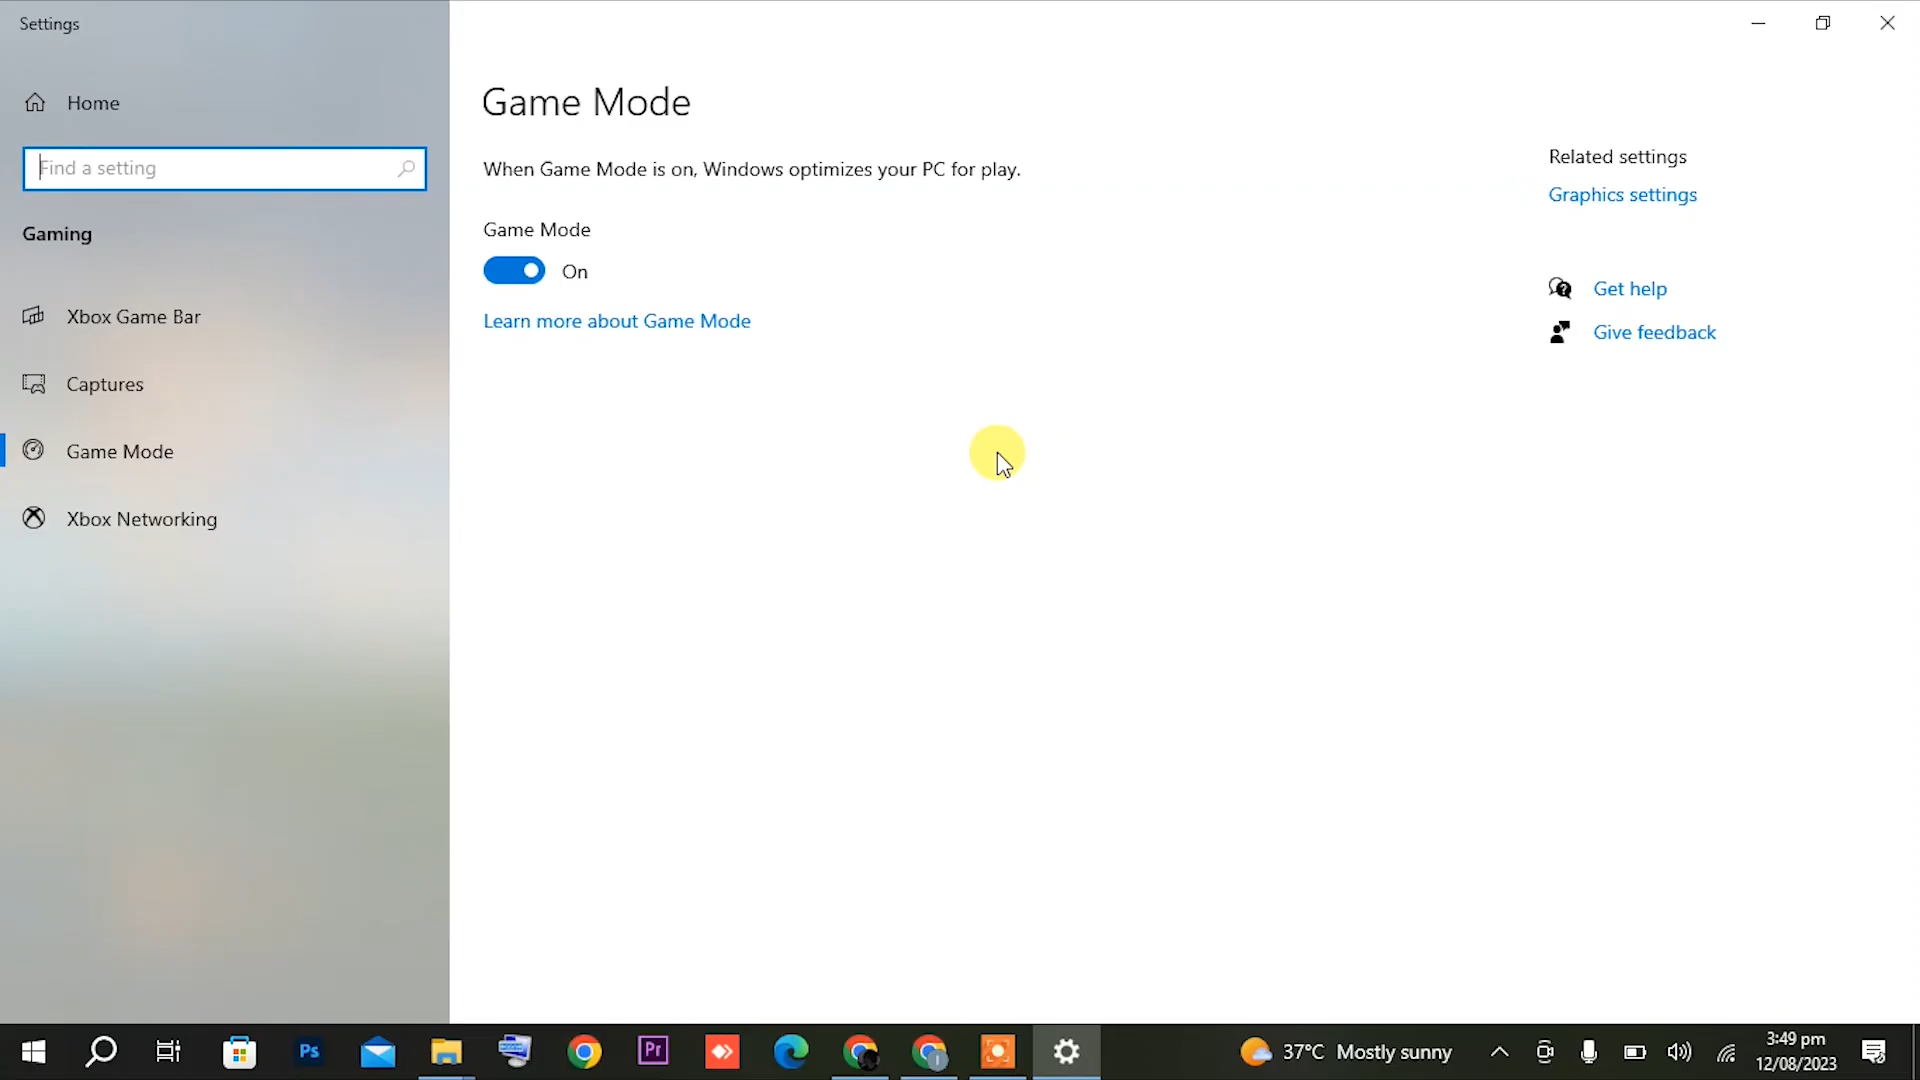 Settings
Home
Find a setting
Gaming
Xbox Game Bar
Captures
Game Mode
Xbox Networking
Game Mode
When Game Mode is on, Windows optimizes your PC for play.
Game Mode
On
Learn more about Game Mode
Related settings
Graphics settings
Get help
Give feedback
Ps
Pr
37°C Mostly sunny
3:49 pm
12/08/2023